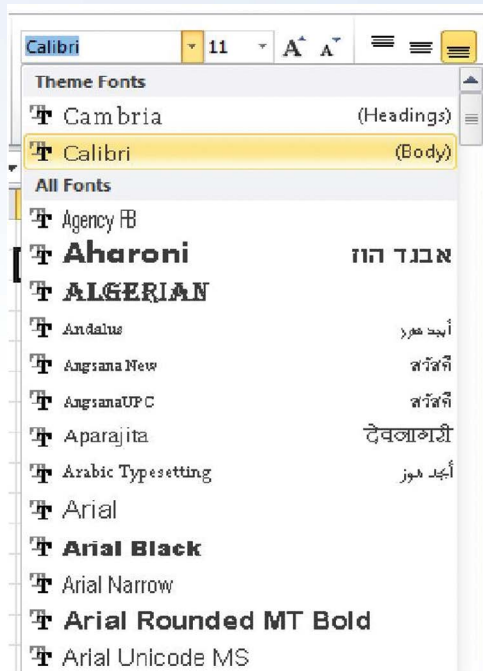 Calibri 11 A A
Theme Fonts
Cambria (Headings)
Calibri (Body)
All Fonts
Agency FB
Aharoni אבגד הוז
ALGERIAN
Andalus أبجد هوز
Angsana New สวัสดี
AngsanaUPC สวัสดี
Aparajita देवनागरी
Arabic Typesetting أبجد هوز
Arial
Arial Black
Arial Narrow
Arial Rounded MT Bold
Arial Unicode MS